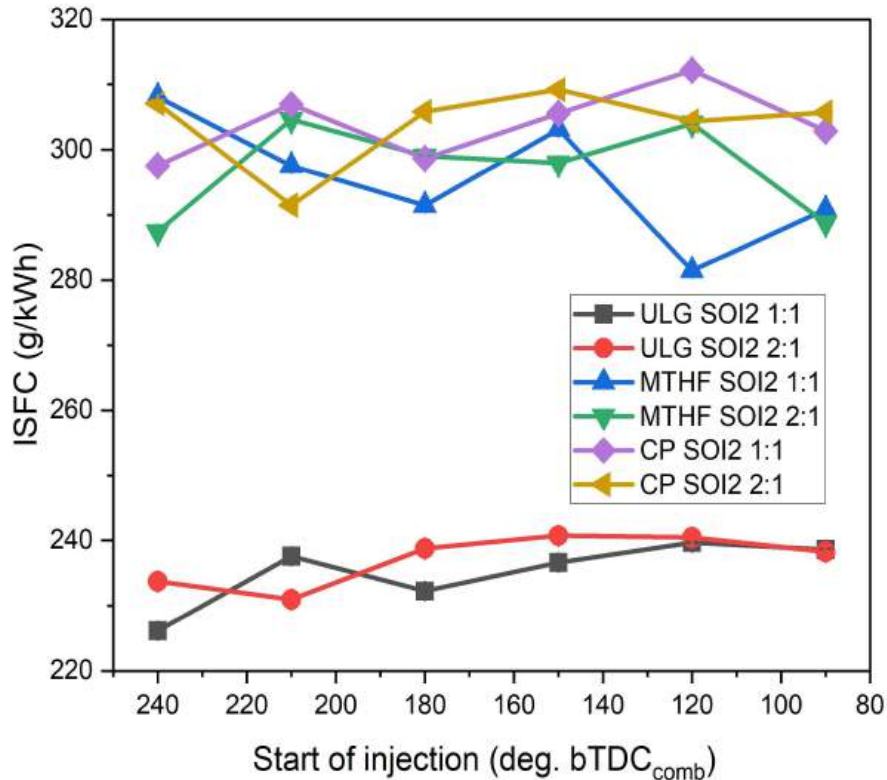 320
300
280
260
240
220
ISFC (g/kWh)
ULG SOI2 1:1
ULG SOI2 2:1
MTHF SOI2 1:1
MTHF SOI2 2:1
CP SOI2 1:1
CP SOI2 2:1
240 220 200 180 160 140 120 100 80
Start of injection (deg. bTDCcomb)